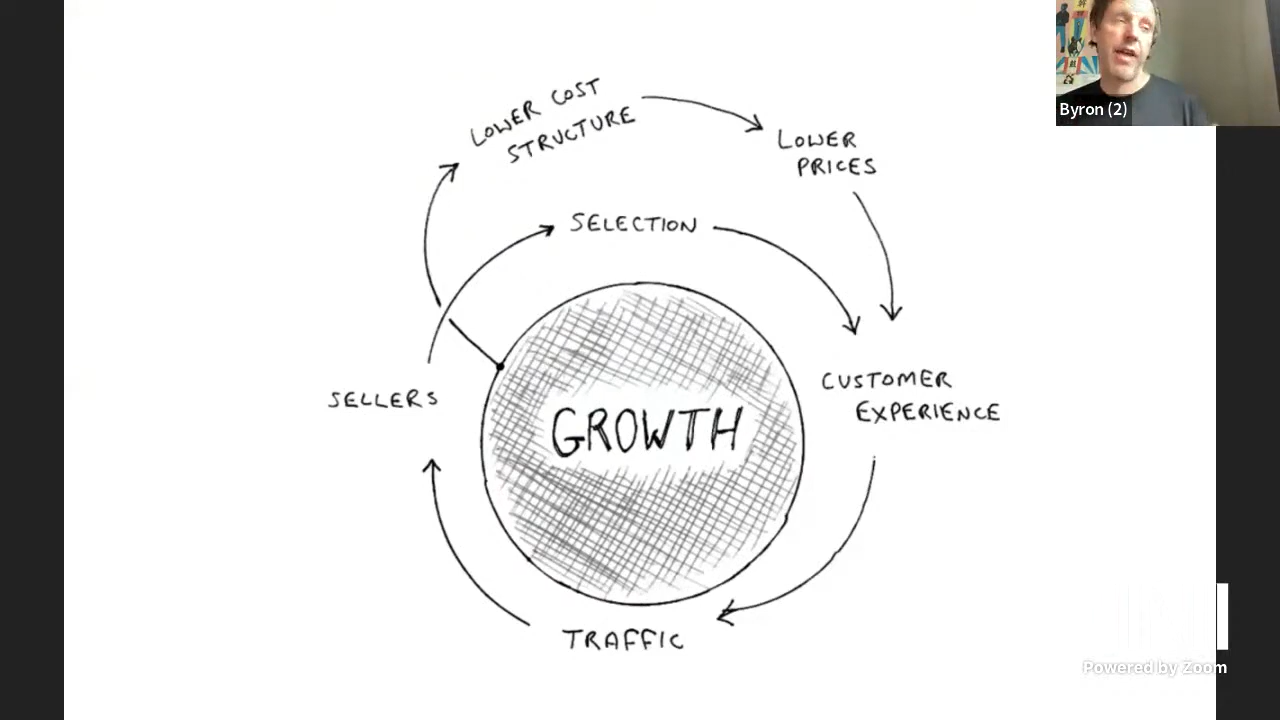 Byron (2)
LOWER COST
STRUCTURE
LOWER
PRICES
SELECTION
SELLERS
CUSTOMER
EXPERIENCE
GROWTH
TRAFFIC
Powered by Zoom